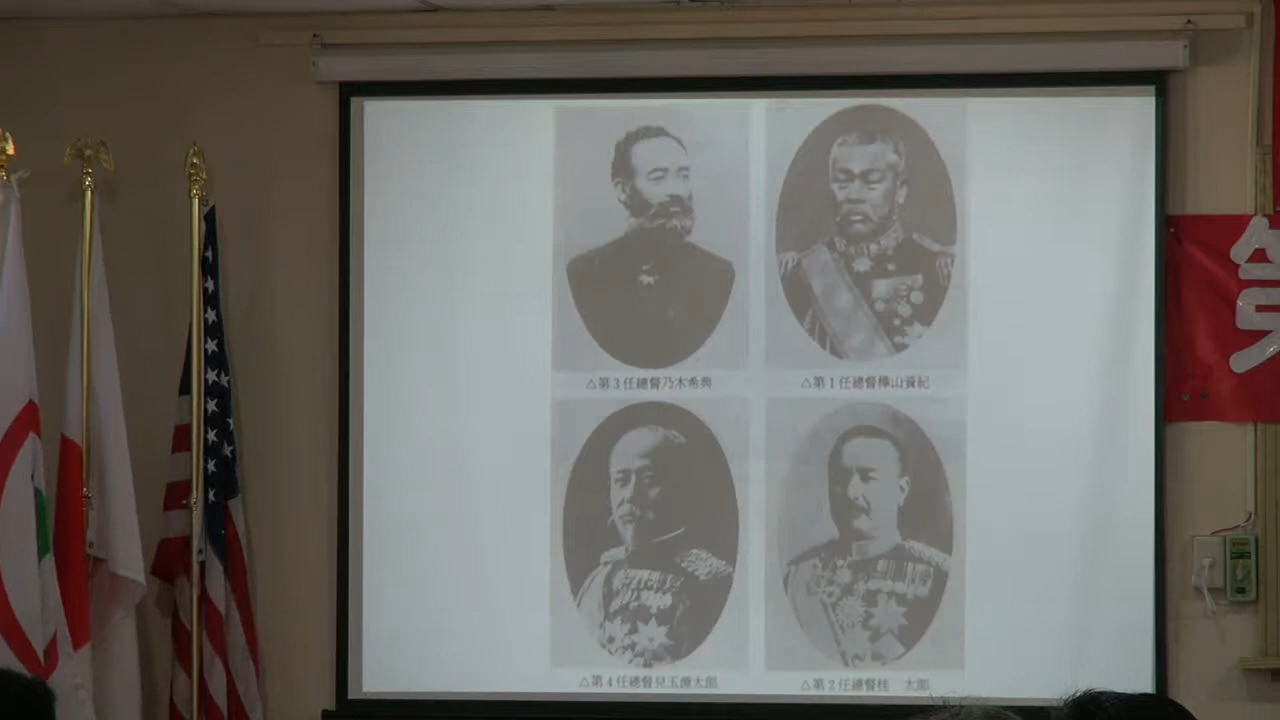 △第3任總督乃木希典
△第1任總督樺山資紀
△第4任總督兒玉源太郎
△第2任總督桂　太郎
第